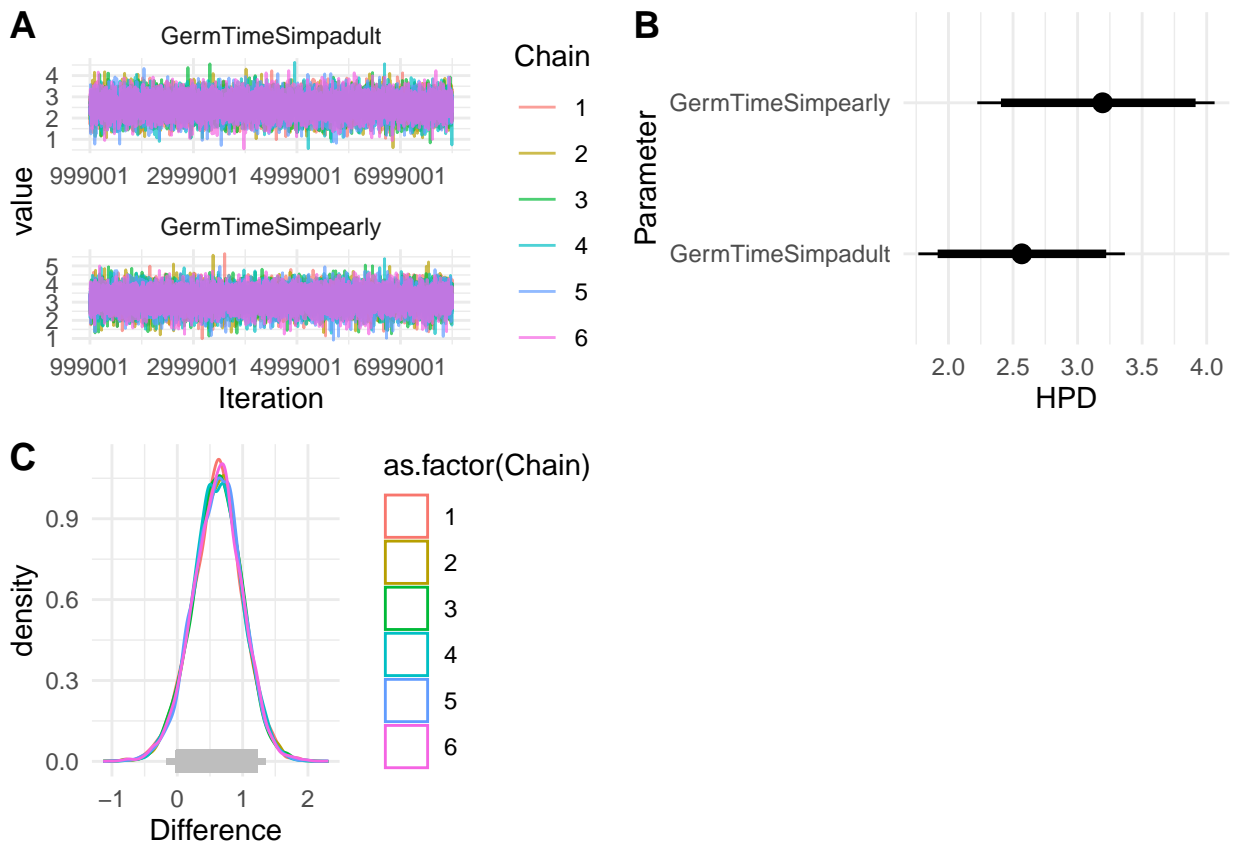 A
GermTimeSimpadult
4
3
2
1
999001 2999001 4999001 6999001
GermTimeSimpearly
5
4
3
2
1
999001 2999001 4999001 6999001
value
Iteration
Chain
1
2
3
4
5
6
B
GermTimeSimpearly
GermTimeSimpadult
Parameter
2.0 2.5 3.0 3.5 4.0
HPD
C
0.9
0.6
0.3
0.0
density
−1 0 1 2
Difference
as.factor(Chain)
1
2
3
4
5
6